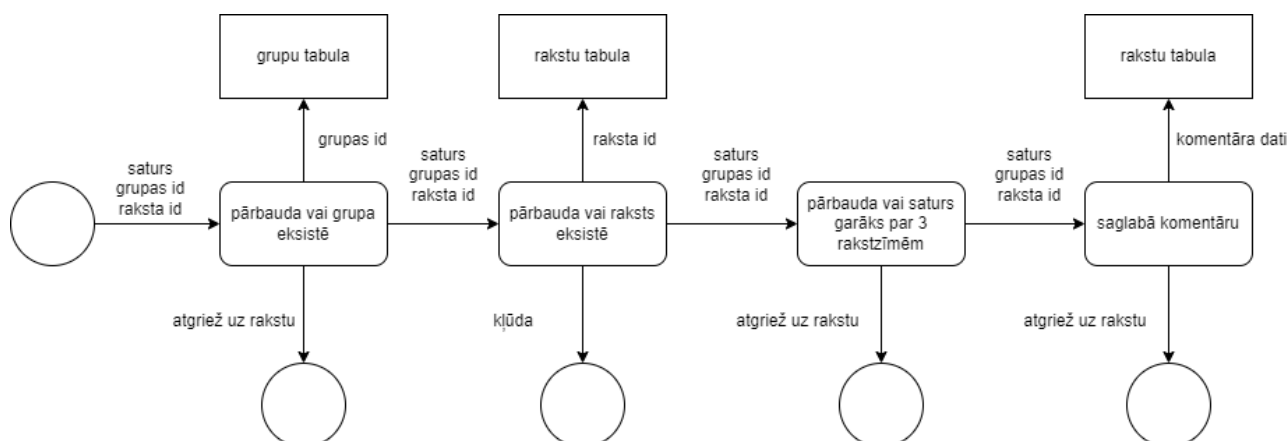 grupu tabula
rakstu tabula
rakstu tabula
grupas id
raksta id
komentāra dati
saturs
grupas id
raksta id
saturs
grupas id
raksta id
saturs
grupas id
raksta id
saturs
grupas id
raksta id
pārbauda vai grupa
eksistē
pārbauda vai raksts
eksistē
pārbauda vai saturs
garāks par 3
rakstzīmēm
saglabā komentāru
atgriež uz rakstu
kļūda
atgriež uz rakstu
atgriež uz rakstu